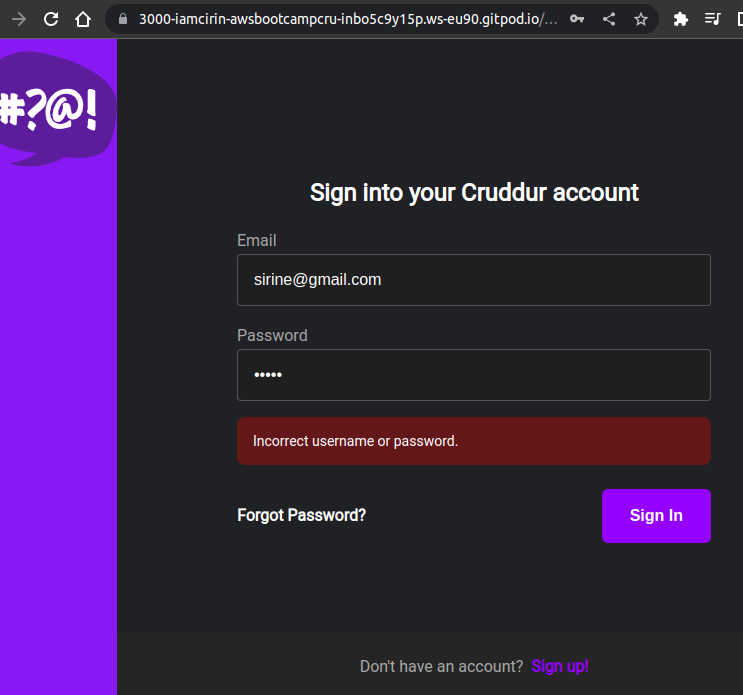 3000-iamcirin-awsbootcampcru-inbo5c9y15p.ws-eu90.gitpod.io/...
#?@!
Sign into your Cruddur account
Email
sirine@gmail.com
Password
•••••
Incorrect username or password.
Forgot Password?
Sign In
Don't have an account? Sign up!